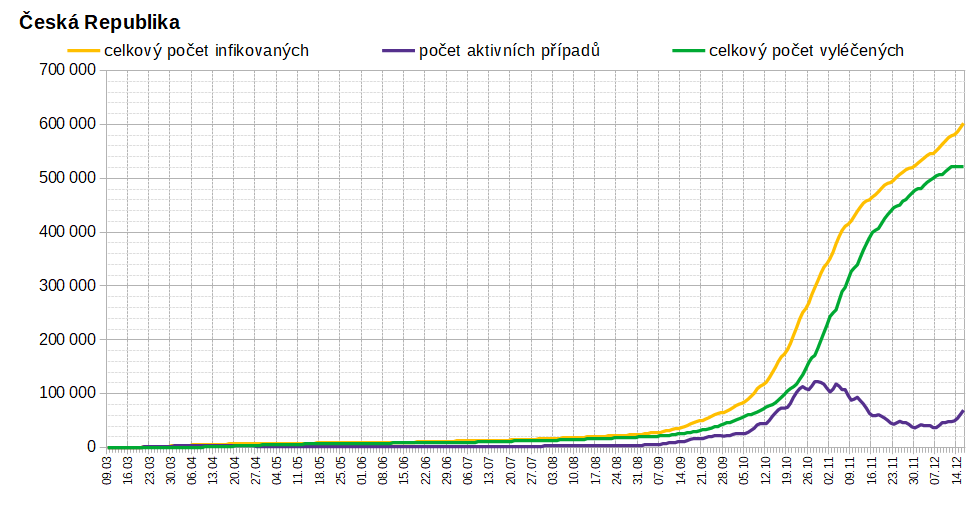 Česká Republika
celkový počet infikovaných počet aktivních případů celkový počet vyléčených
700 000
600 000
500 000
400 000
300 000
200 000
100 000
0
09.03 16.03 23.03 30.03 06.04 13.04 20.04 27.04 04.05 11.05 18.05 25.05 01.06 08.06 15.06 22.06 29.06 06.07 13.07 20.07 27.07 03.08 10.08 17.08 24.08 31.08 07.09 14.09 21.09 28.09 05.10 12.10 19.10 26.10 02.11 09.11 16.11 23.11 30.11 07.12 14.12